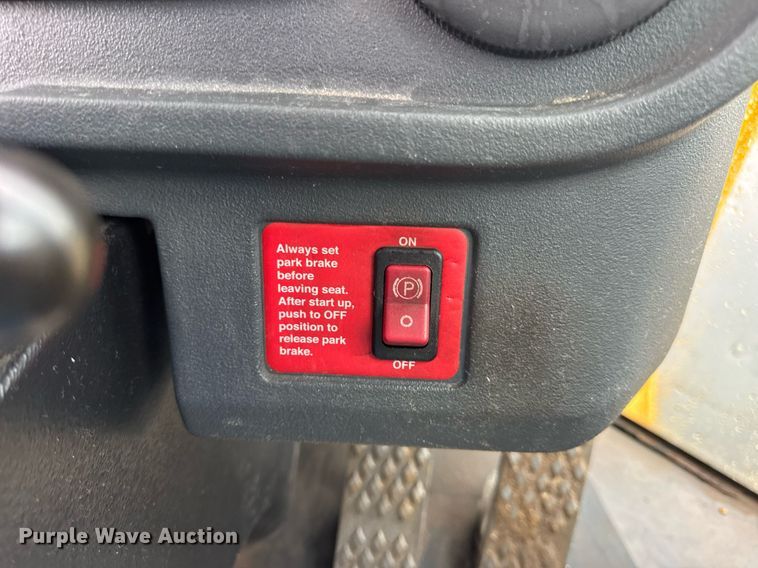 Always set
park brake
before
leaving seat.
After start up,
push to OFF
position to
release park
brake.
ON
P
O
OFF
Purple Wave Auction